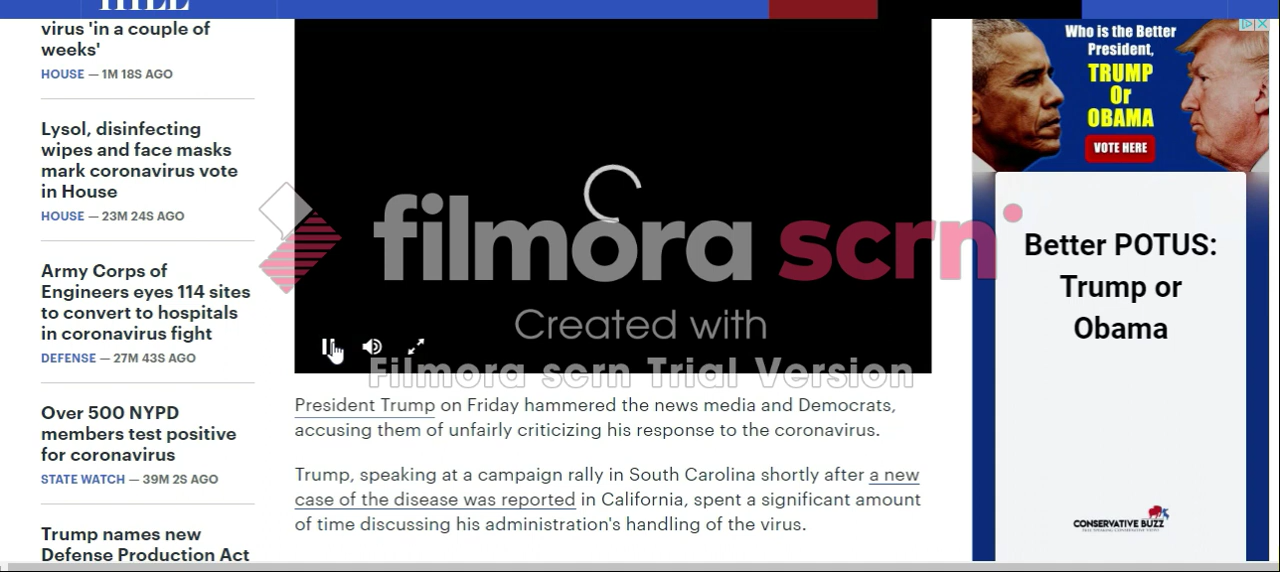 HILL
virus 'in a couple of
weeks'
HOUSE — 1M 18S AGO
Lysol, disinfecting
wipes and face masks
mark coronavirus vote
in House
HOUSE — 23M 24S AGO
Army Corps of
Engineers eyes 114 sites
to convert to hospitals
in coronavirus fight
DEFENSE — 27M 43S AGO
Over 500 NYPD
members test positive
for coronavirus
STATE WATCH — 39M 2S AGO
Trump names new
Defense Production Act
filmora scrn
Created with
Filmora scrn Trial Version
President Trump on Friday hammered the news media and Democrats,
accusing them of unfairly criticizing his response to the coronavirus.
Trump, speaking at a campaign rally in South Carolina shortly after a new
case of the disease was reported in California, spent a significant amount
of time discussing his administration's handling of the virus.
Who is the Better
President,
TRUMP
Or
OBAMA
VOTE HERE
Better POTUS:
Trump or
Obama
CONSERVATIVE BUZZ